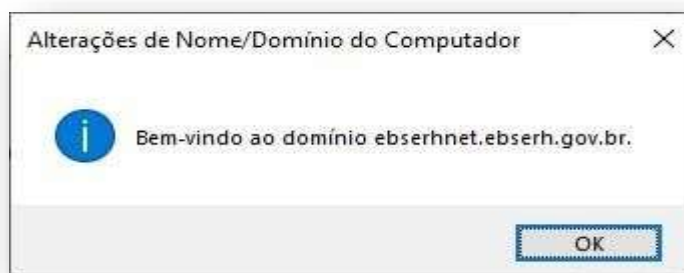 Alterações de Nome/Domínio do Computador
Bem-vindo ao domínio ebserhnet.ebserh.gov.br.
OK